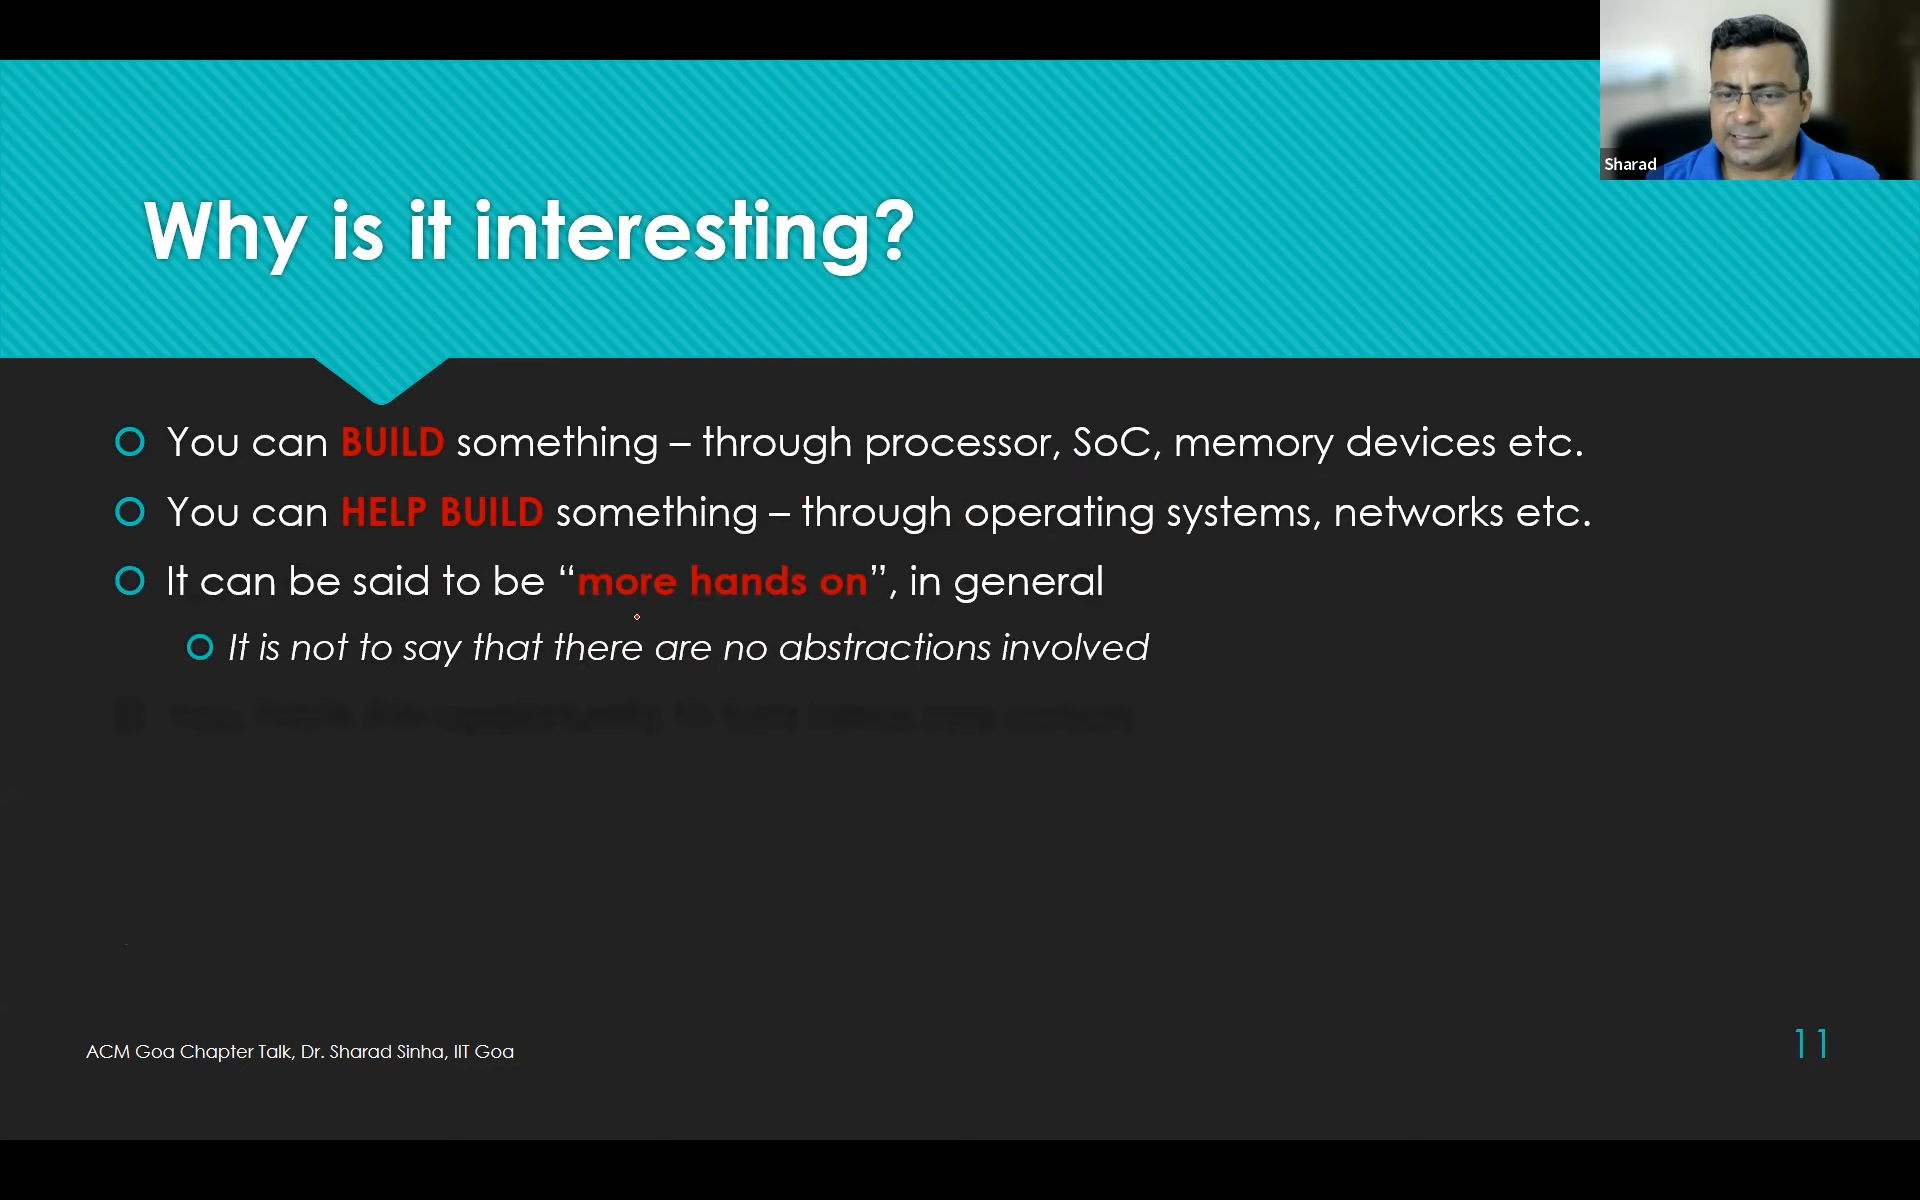 Sharad
Why is it interesting?
You can BUILD something – through processor, SoC, memory devices etc.
You can HELP BUILD something – through operating systems, networks etc.
It can be said to be “more hands on”, in general
It is not to say that there are no abstractions involved
ACM Goa Chapter Talk, Dr. Sharad Sinha, IIT Goa
11